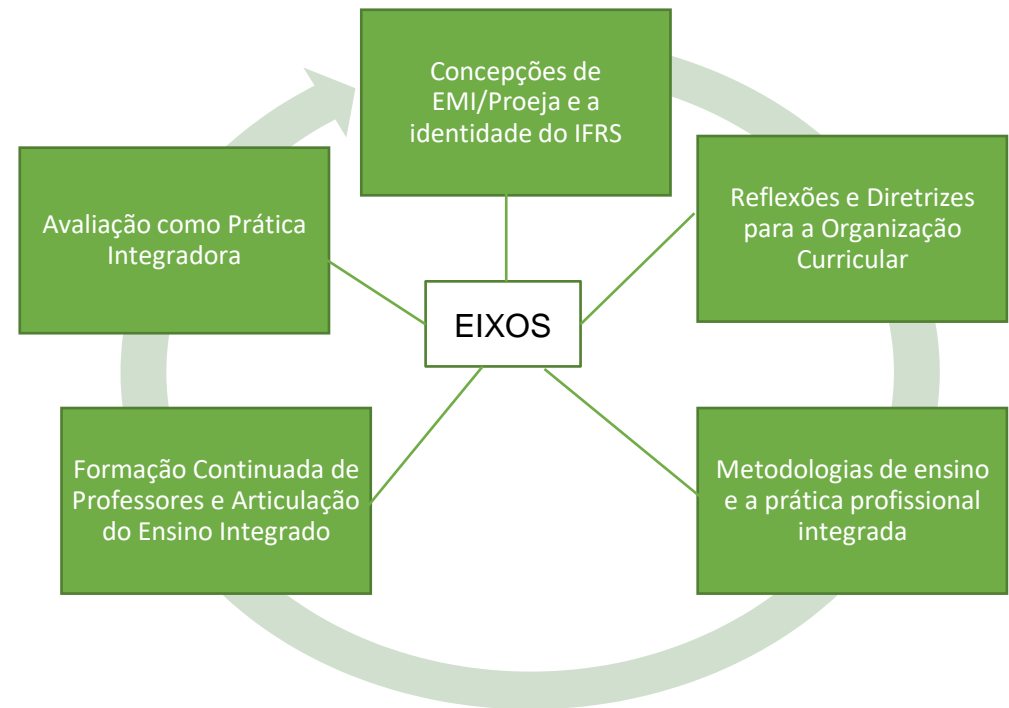 Concepções de
EMI/Proeja e a
identidade do IFRS
Reflexões e Diretrizes
para a Organização
Curricular
Avaliação como Prática
Integradora
EIXOS
Formação Continuada de
Professores e Articulação
do Ensino Integrado
Metodologias de ensino
e a prática profissional
integrada